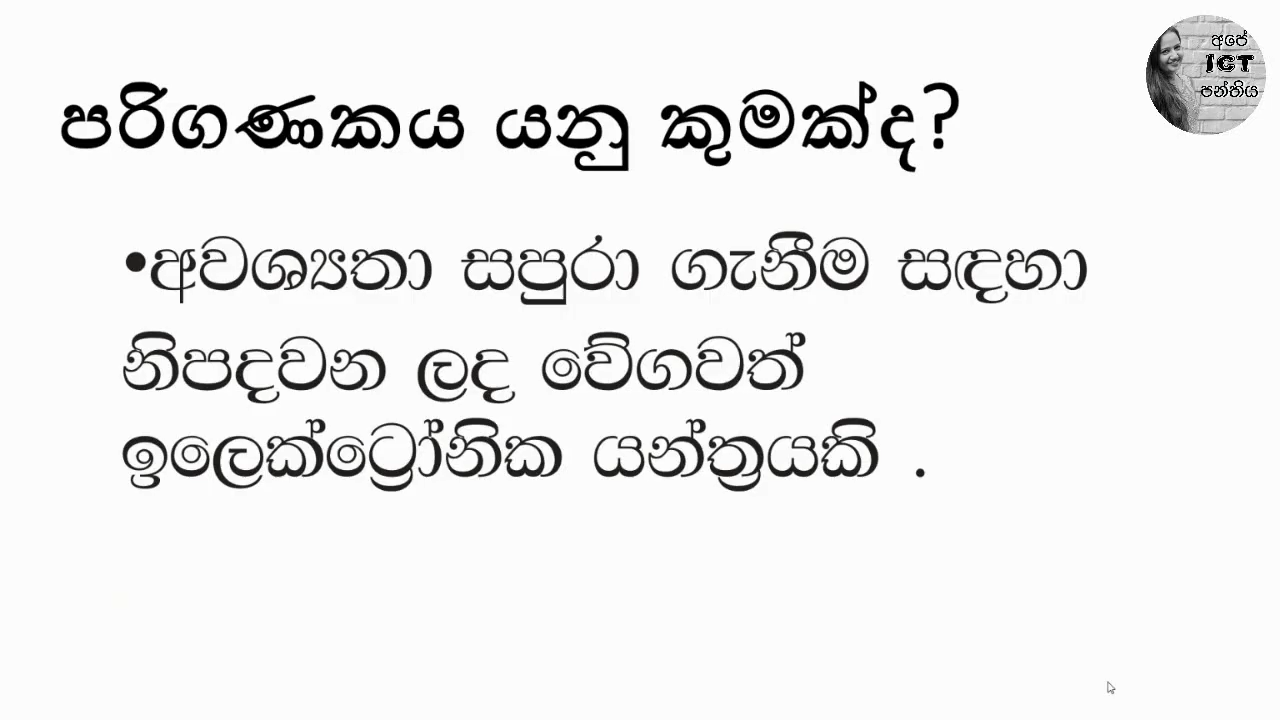 පරිගණකය යනු කුමක්ද?
•අවශ්‍යතා සපුරා ගැනීම සඳහා
නිපදවන ලද වේගවත්
ඉලෙක්ට්‍රෝනික යන්ත්‍රයකි .
අපේ
ICT
පන්තිය